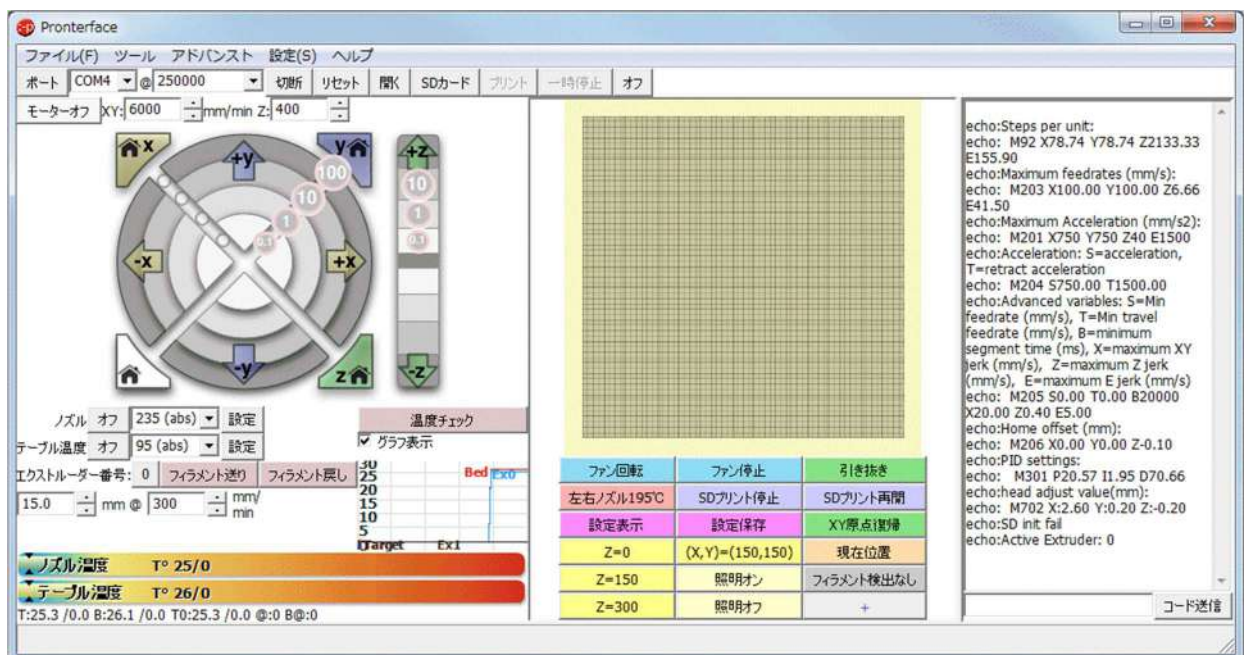 Pronterface
ファイル(F) ツール アドバンスト 設定(S) ヘルプ
ポート COM4 @ 250000 切断 リセット 開く SDカード プリント 一時停止 オフ
モーターオフ XY: 6000 mm/min Z: 400
x y +z
+y 100 10
10 1
1 0.1
0.1
-x +x
-y z -z
ノズル オフ 235 (abs) 設定 温度チェック
テーブル温度 オフ 95 (abs) 設定 グラフ表示
エクストルーダー番号: 0 フィラメント送り フィラメント戻し
15.0 mm @ 300 mm/
min
30
25 Bed Ex0
20
15
10
5
Target Ex1
ノズル温度 T° 25/0
テーブル温度 T° 26/0
T:25.3 /0.0 B:26.1 /0.0 T0:25.3 /0.0 @:0 B@:0
ファン回転 ファン停止 引き抜き
左右ノズル195℃ SDプリント停止 SDプリント再開
設定表示 設定保存 XY原点復帰
Z=0 (X,Y)=(150,150) 現在位置
Z=150 照明オン フィラメント検出なし
Z=300 照明オフ +
echo:Steps per unit:
echo: M92 X78.74 Y78.74 Z2133.33
E155.90
echo:Maximum feedrates (mm/s):
echo: M203 X100.00 Y100.00 Z6.66
E41.50
echo:Maximum Acceleration (mm/s2):
echo: M201 X750 Y750 Z40 E1500
echo:Acceleration: S=acceleration,
T=retract acceleration
echo: M204 S750.00 T1500.00
echo:Advanced variables: S=Min
feedrate (mm/s), T=Min travel
feedrate (mm/s), B=minimum
segment time (ms), X=maximum XY
jerk (mm/s), Z=maximum Z jerk
(mm/s), E=maximum E jerk (mm/s)
echo: M205 S0.00 T0.00 B20000
X20.00 Z0.40 E5.00
echo:Home offset (mm):
echo: M206 X0.00 Y0.00 Z-0.10
echo:PID settings:
echo: M301 P20.57 I1.95 D70.66
echo:head adjust value(mm):
echo: M702 X:2.60 Y:0.20 Z:-0.20
echo:SD init fail
echo:Active Extruder: 0
コード送信